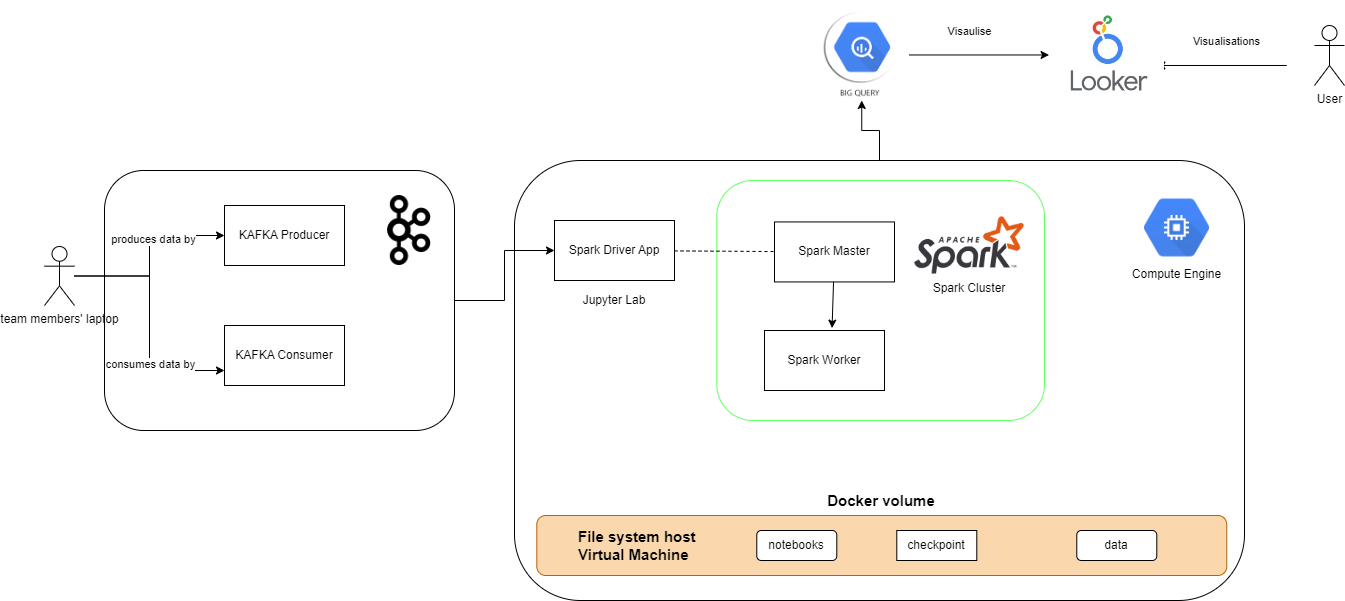 Visaulise
Visualisations
Looker
BIG QUERY
User
produces data by
KAFKA Producer
team members' laptop
consumes data by
KAFKA Consumer
Spark Driver App
Jupyter Lab
Spark Master
APACHE
Spark
TM
Spark Cluster
Spark Worker
Compute Engine
Docker volume
File system host
Virtual Machine
notebooks
checkpoint
data